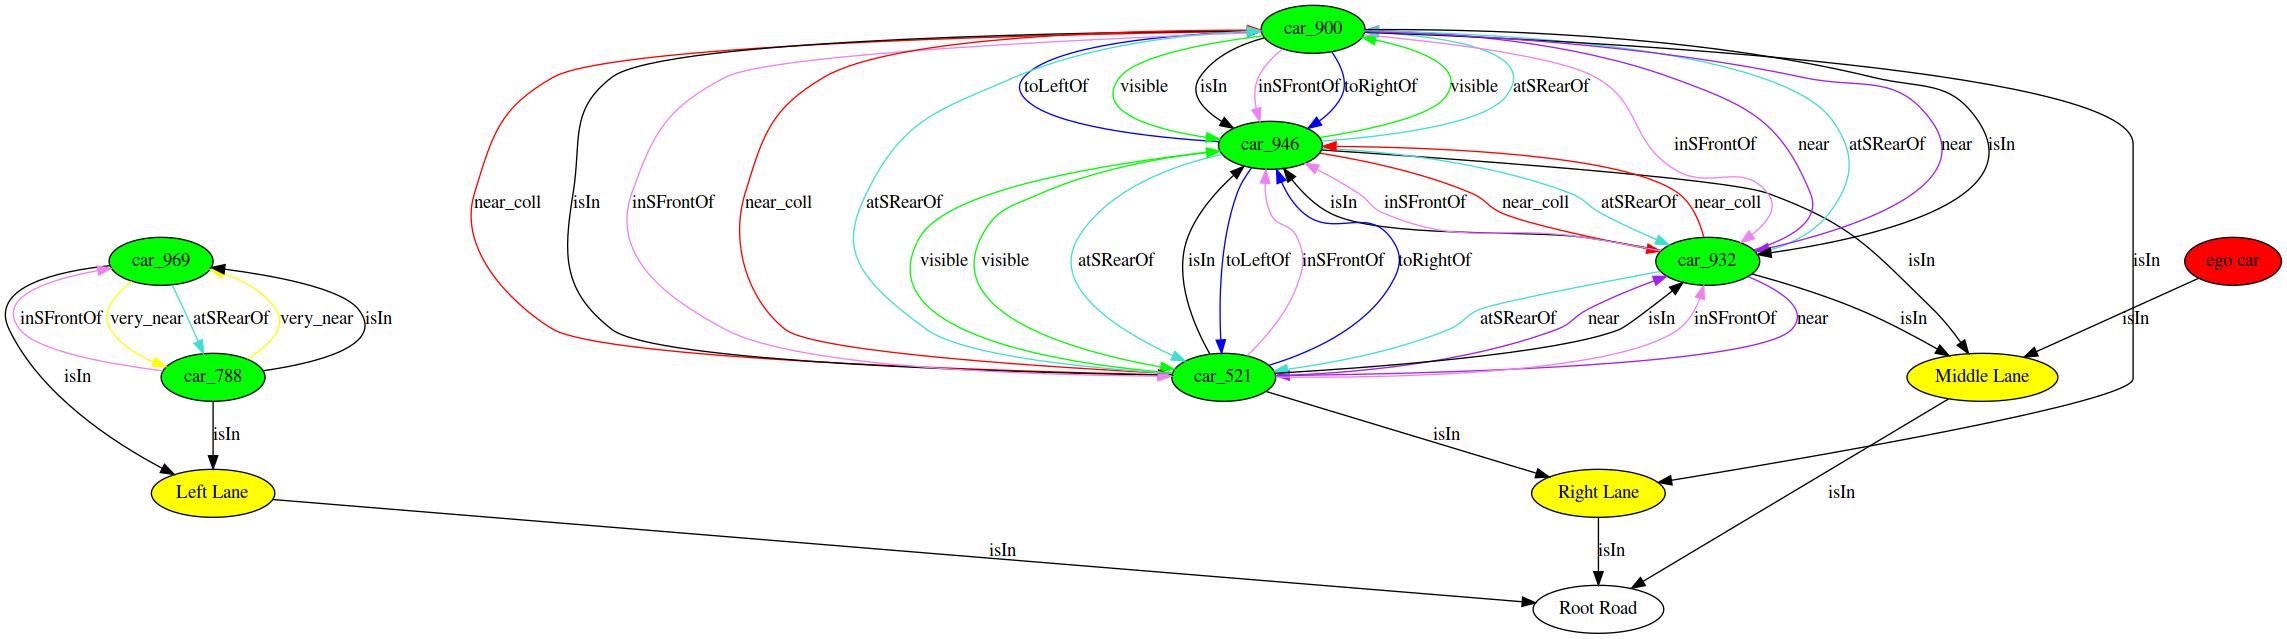 car_900
toLeftOf visible isIn inSFrontOf toRightOf visible atSRearOf
car_946
inSFrontOf near atSRearOf near isIn
near_coll isIn inSFrontOf near_coll atSRearOf isIn inSFrontOf near_coll atSRearOf near_coll
car_969
visible visible atSRearOf isIn toLeftOf inSFrontOf toRightOf
car_932
isIn isIn
ego car
inSFrontOf very_near atSRearOf very_near isIn
atSRearOf near isIn inSFrontOf near isIn isIn
isIn
car_788
car_521
Middle Lane
isIn
isIn
Left Lane
Right Lane
isIn
isIn
isIn
Root Road